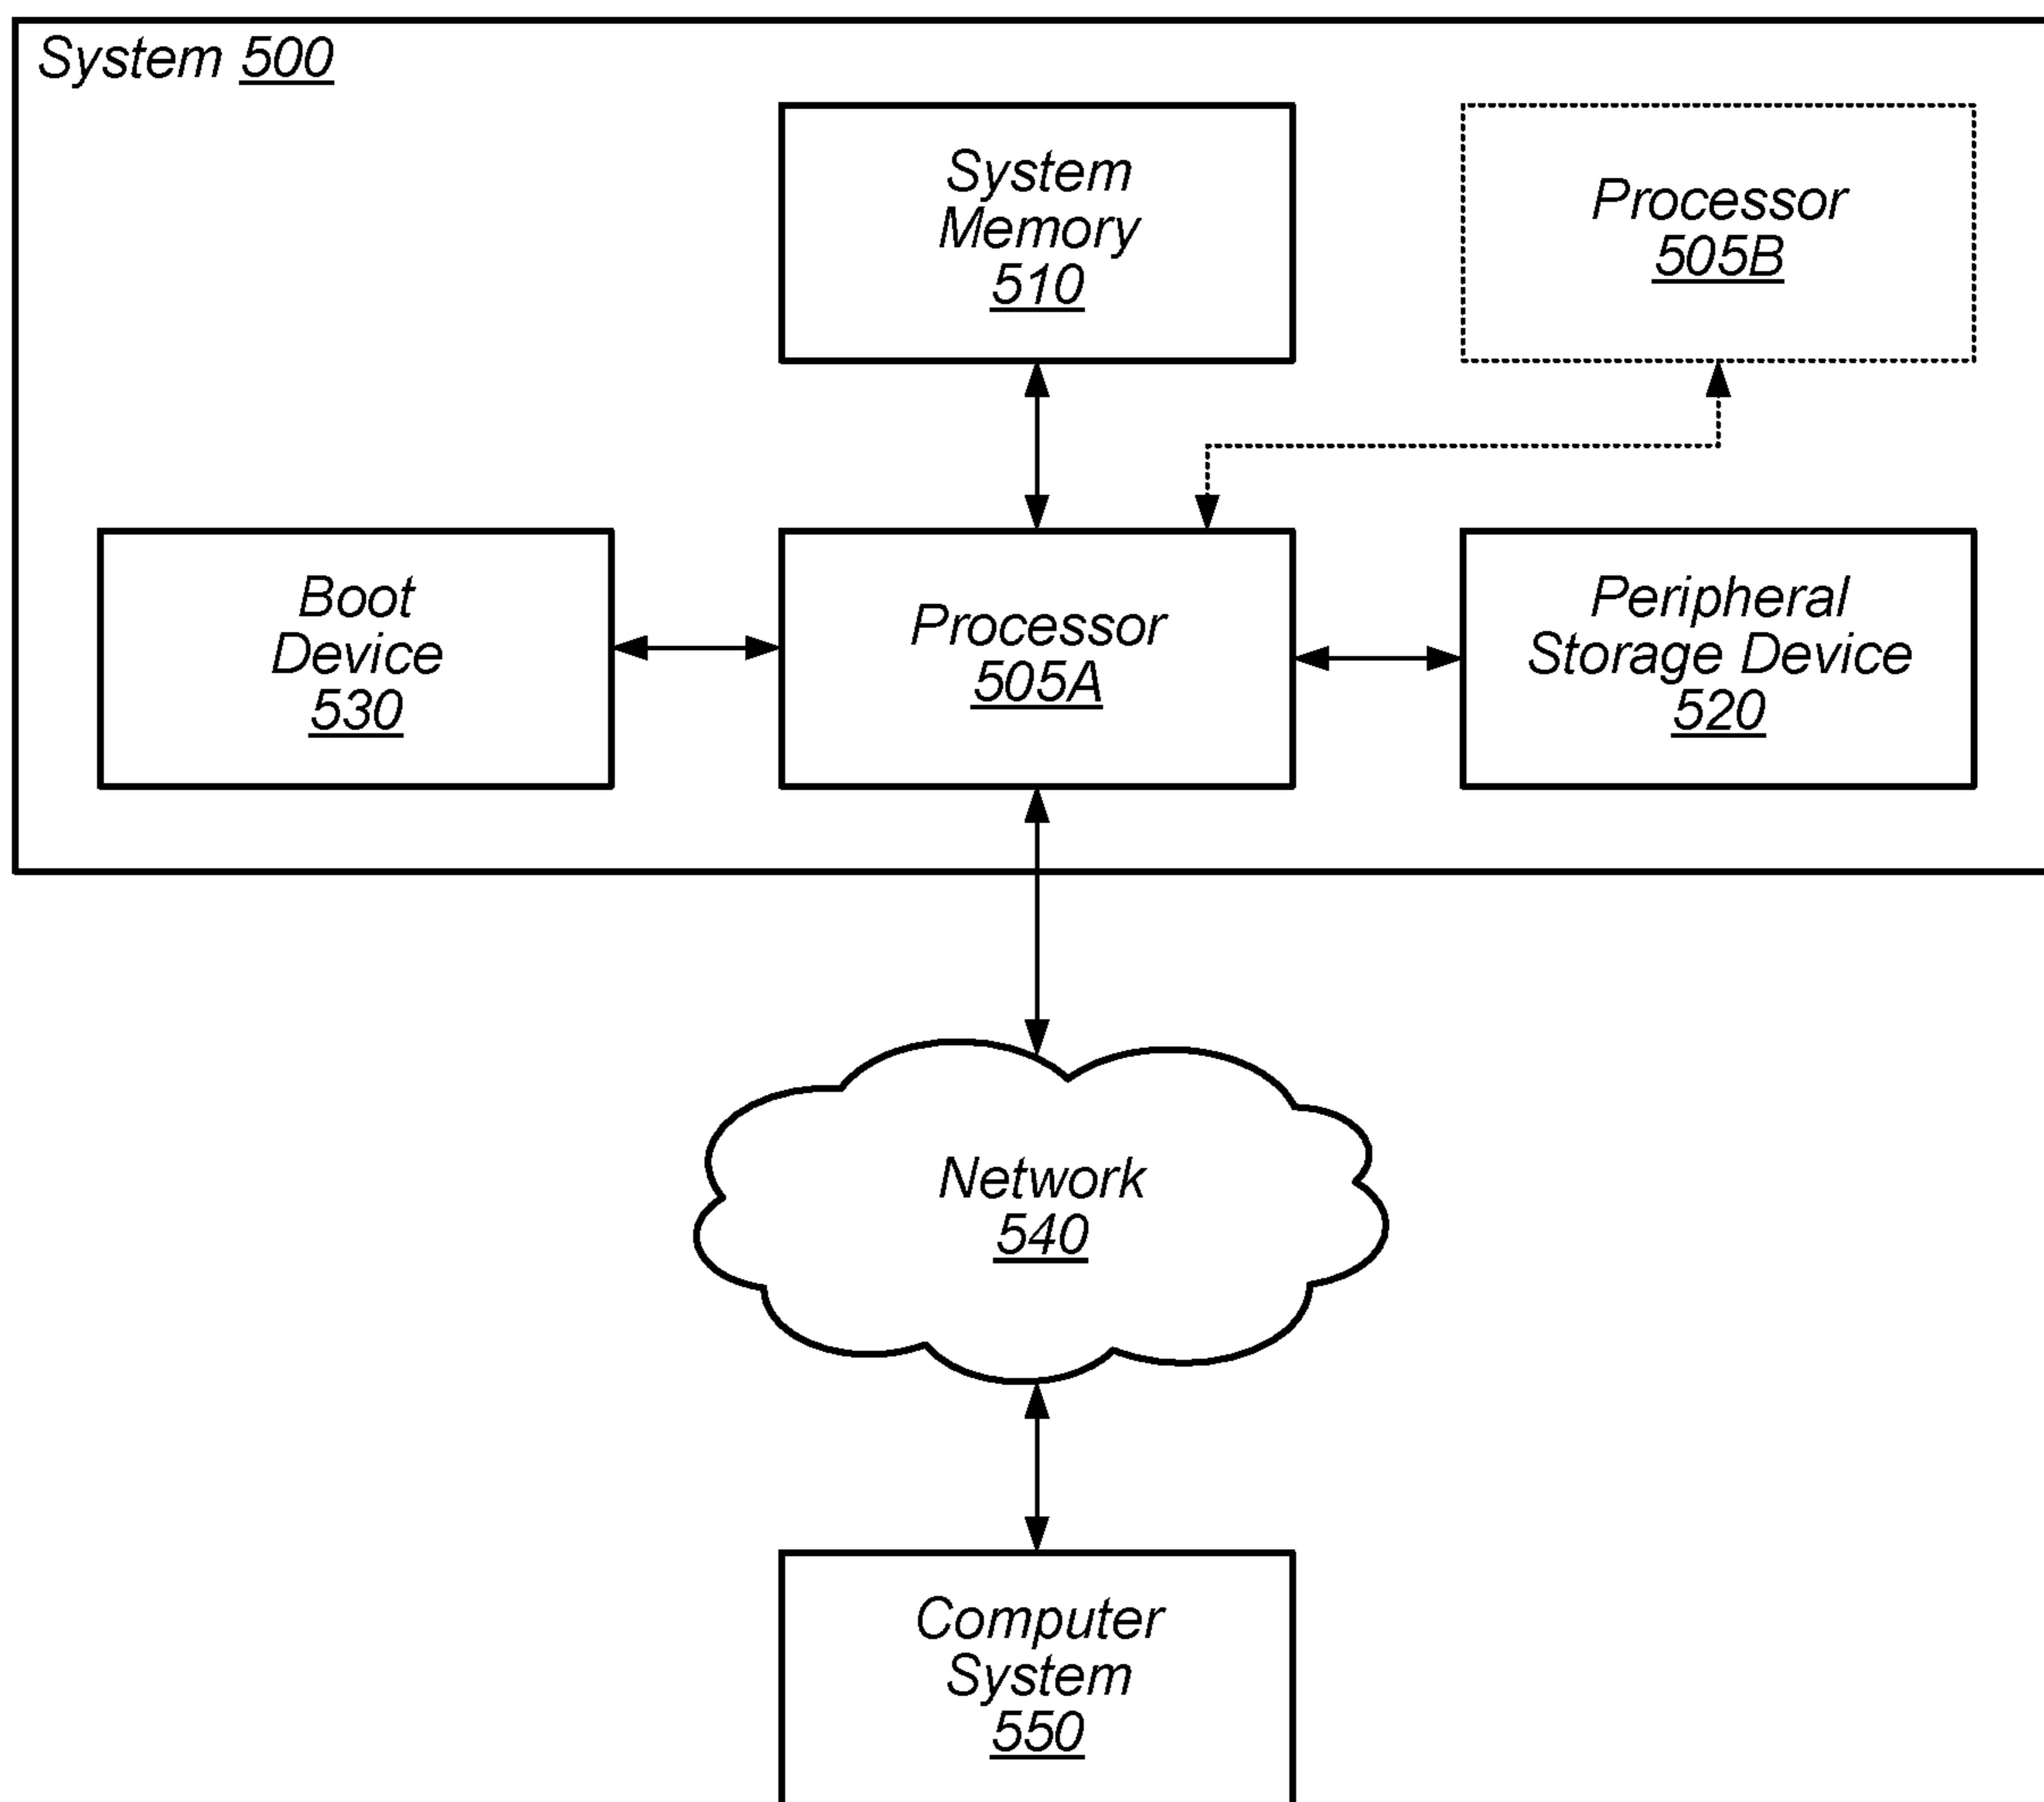 System 500
System
Memory
510
Processor
505B
Boot
Device
530
Processor
505A
Peripheral
Storage Device
520
Network
540
Computer
System
550